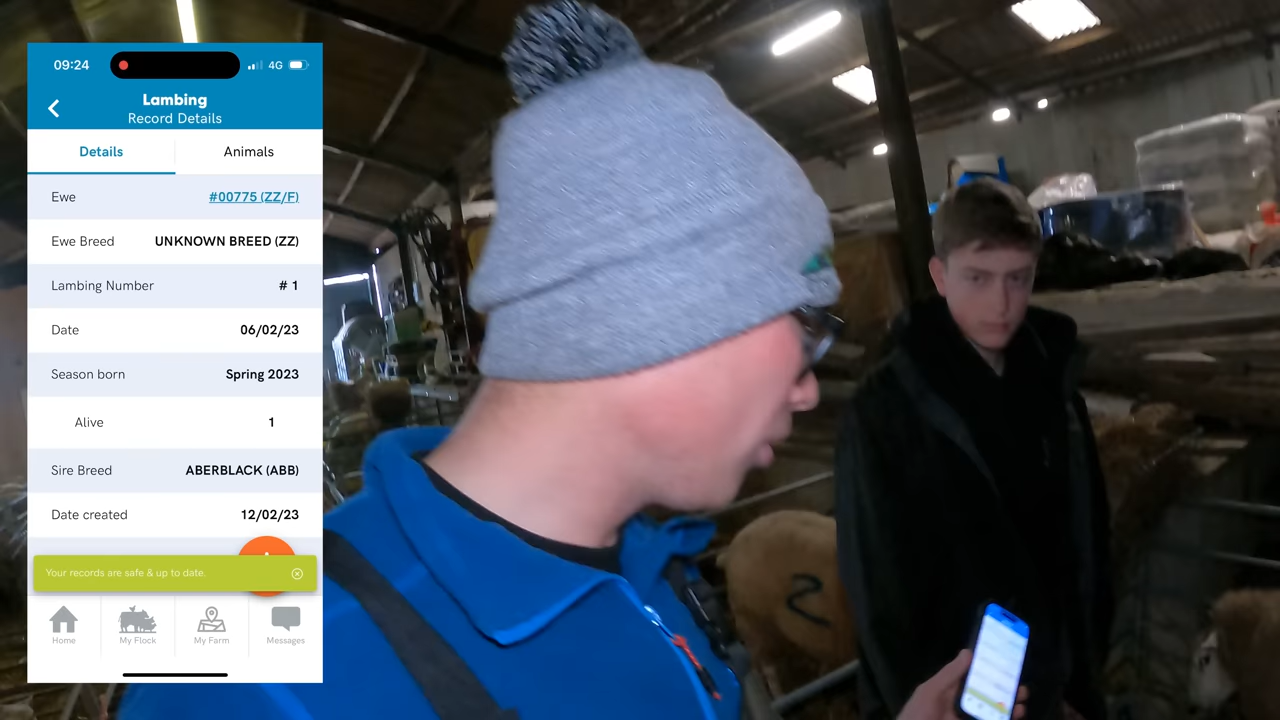 09:24
4G
Lambing
Record Details
Details Animals
Ewe #00775 (ZZ/F)
Ewe Breed UNKNOWN BREED (ZZ)
Lambing Number # 1
Date 06/02/23
Season born Spring 2023
Alive 1
Sire Breed ABERBLACK (ABB)
Date created 12/02/23
Your records are safe & up to date.
Home My Flock My Farm Messages
2